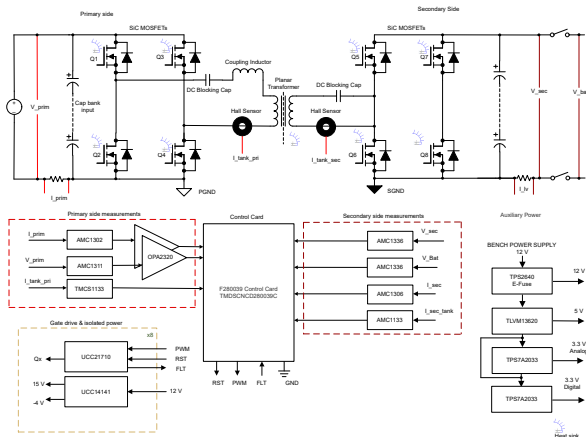 Primary side
Secondary Side
SiC MOSFETs
SiC MOSFETs
Q1
Q3
Coupling Inductor
Q5
Q7
Planar
Transformer
DC Blocking Cap
DC Blocking Cap
V_prim
Cap bank
input
Hall Sensor
Hall Sensor
V_sec
V_ba
Q2
Q4
Q6
Q8
I_tank_pri
I_tank_sec
I_prim
PGND
SGND
I_lv
Auxiliary Power
Primary side measurements
Control Card
Secondary side measurements
I_prim
AMC1302
OPA2320
V_prim
AMC1311
I_tank_pri
TMCS1133
F280039 Control Card
TMDSCNCD280039C
V_sec
AMC1336
V_Bat
AMC1336
I_sec
AMC1306
I_sec_tank
AMC1133
BENCH POWER SUPPLY
12 V
TPS2640
E-Fuse
12 V
TLVM13620
5 V
TPS7A2033
3.3 V
Analog
TPS7A2033
3.3 V
Digital
Gate drive & isolated power
x8
Qx
UCC21710
PWM
RST
FLT
15 V
-4 V
UCC14141
12 V
RST
PWM
FLT
GND
Heat sink